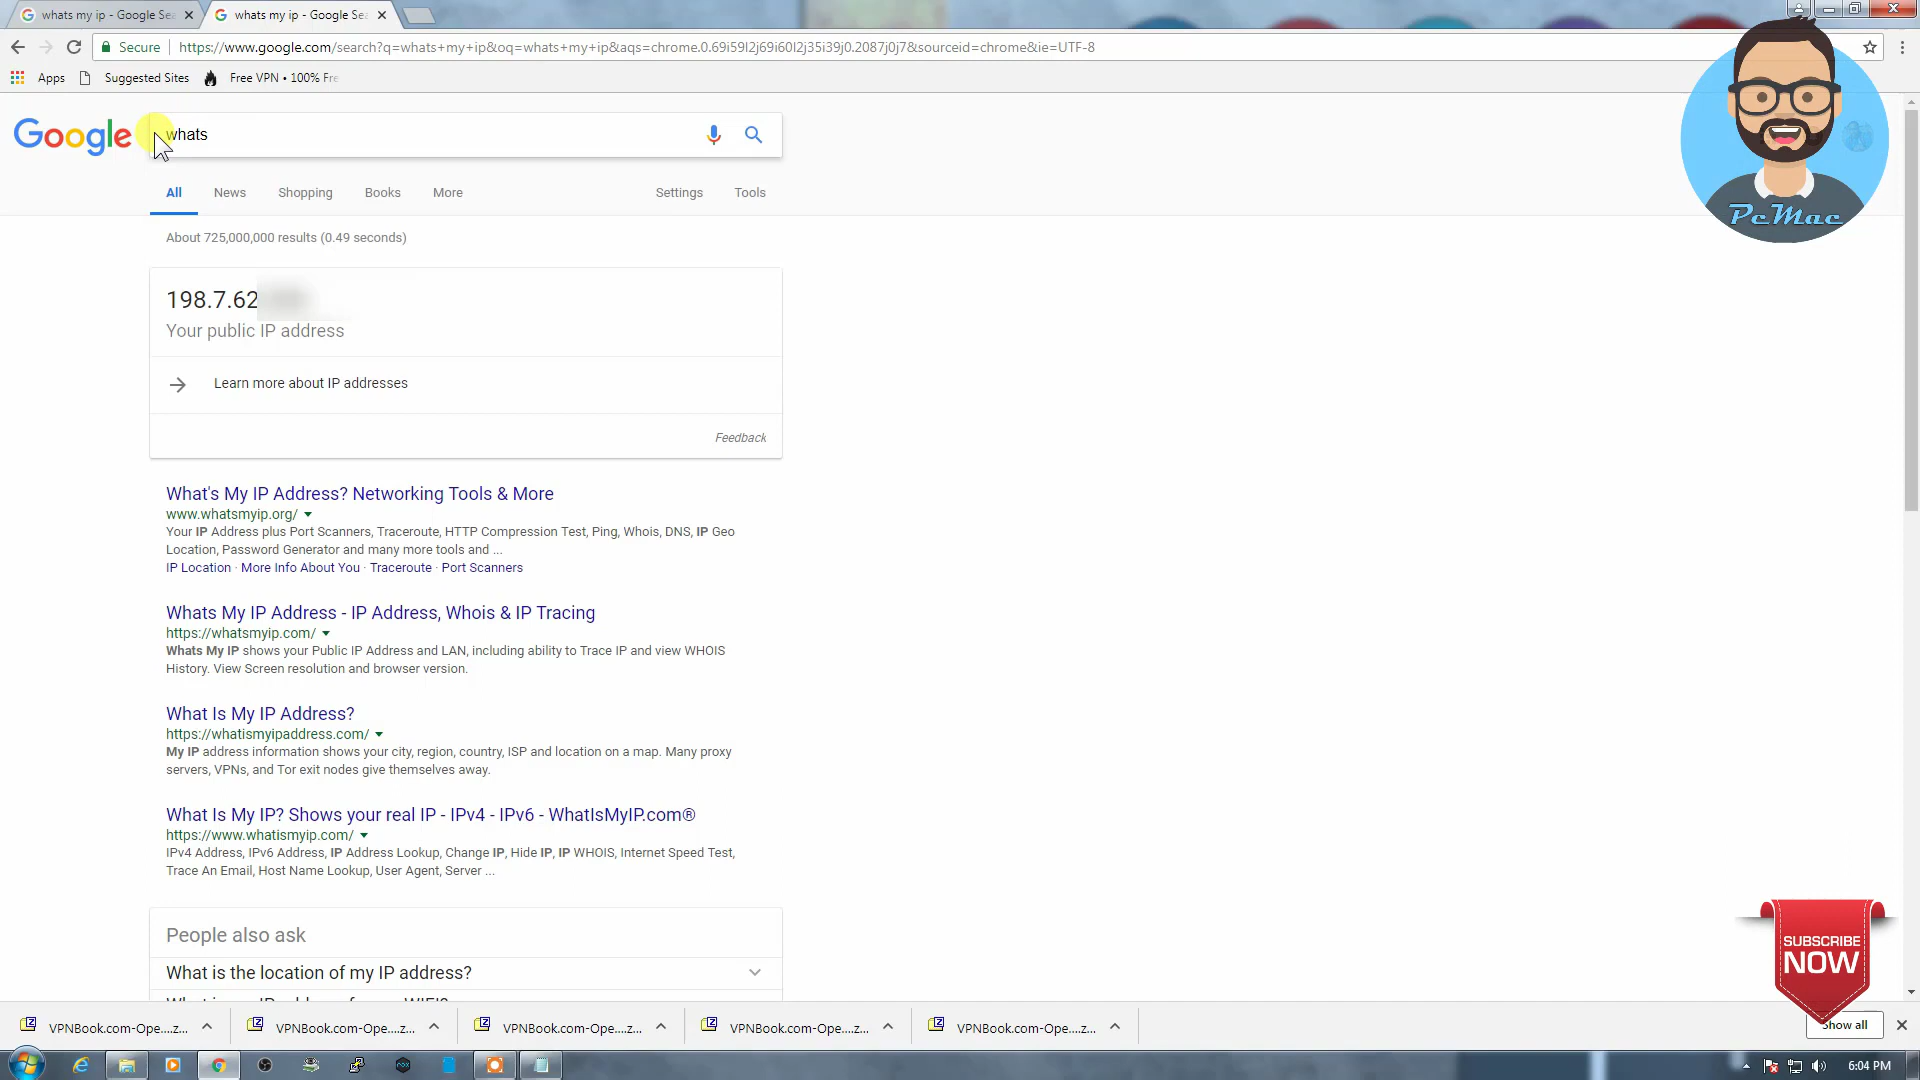 whats my ip - Google Sea
whats my ip - Google Sea
Secure https://www.google.com/search?q=whats+my+ip&oq=whats+my+ip&aqs=chrome.0.69i59l2j69i60l2j35i39j0.2087j0j7&sourceid=chrome&ie=UTF-8
Apps Suggested Sites Free VPN • 100% Fre
PcMac
Google whats
All News Shopping Books More Settings Tools
About 725,000,000 results (0.49 seconds)
198.7.62
Your public IP address
Learn more about IP addresses
Feedback
What's My IP Address? Networking Tools & More
www.whatsmyip.org/
Your IP Address plus Port Scanners, Traceroute, HTTP Compression Test, Ping, Whois, DNS, IP Geo
Location, Password Generator and many more tools and ...
IP Location · More Info About You · Traceroute · Port Scanners
Whats My IP Address - IP Address, Whois & IP Tracing
https://whatsmyip.com/
Whats My IP shows your Public IP Address and LAN, including ability to Trace IP and view WHOIS
History. View Screen resolution and browser version.
What Is My IP Address?
https://whatismyipaddress.com/
My IP address information shows your city, region, country, ISP and location on a map. Many proxy
servers, VPNs, and Tor exit nodes give themselves away.
What Is My IP? Shows your real IP - IPv4 - IPv6 - WhatIsMyIP.com®
https://www.whatismyip.com/
IPv4 Address, IPv6 Address, IP Address Lookup, Change IP, Hide IP, IP WHOIS, Internet Speed Test,
Trace An Email, Host Name Lookup, User Agent, Server ...
People also ask
What is the location of my IP address?
SUBSCRIBE
NOW
VPNBook.com-Ope....z... VPNBook.com-Ope....z... VPNBook.com-Ope....z... VPNBook.com-Ope....z... VPNBook.com-Ope....z... Show all
6:04 PM